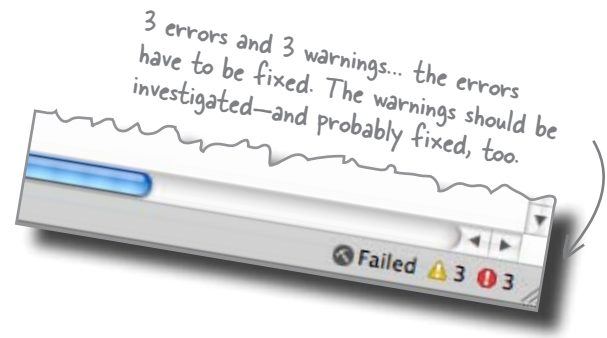 3 errors and 3 warnings... the errors
have to be fixed. The warnings should be
investigated—and probably fixed, too.
Failed 3 3